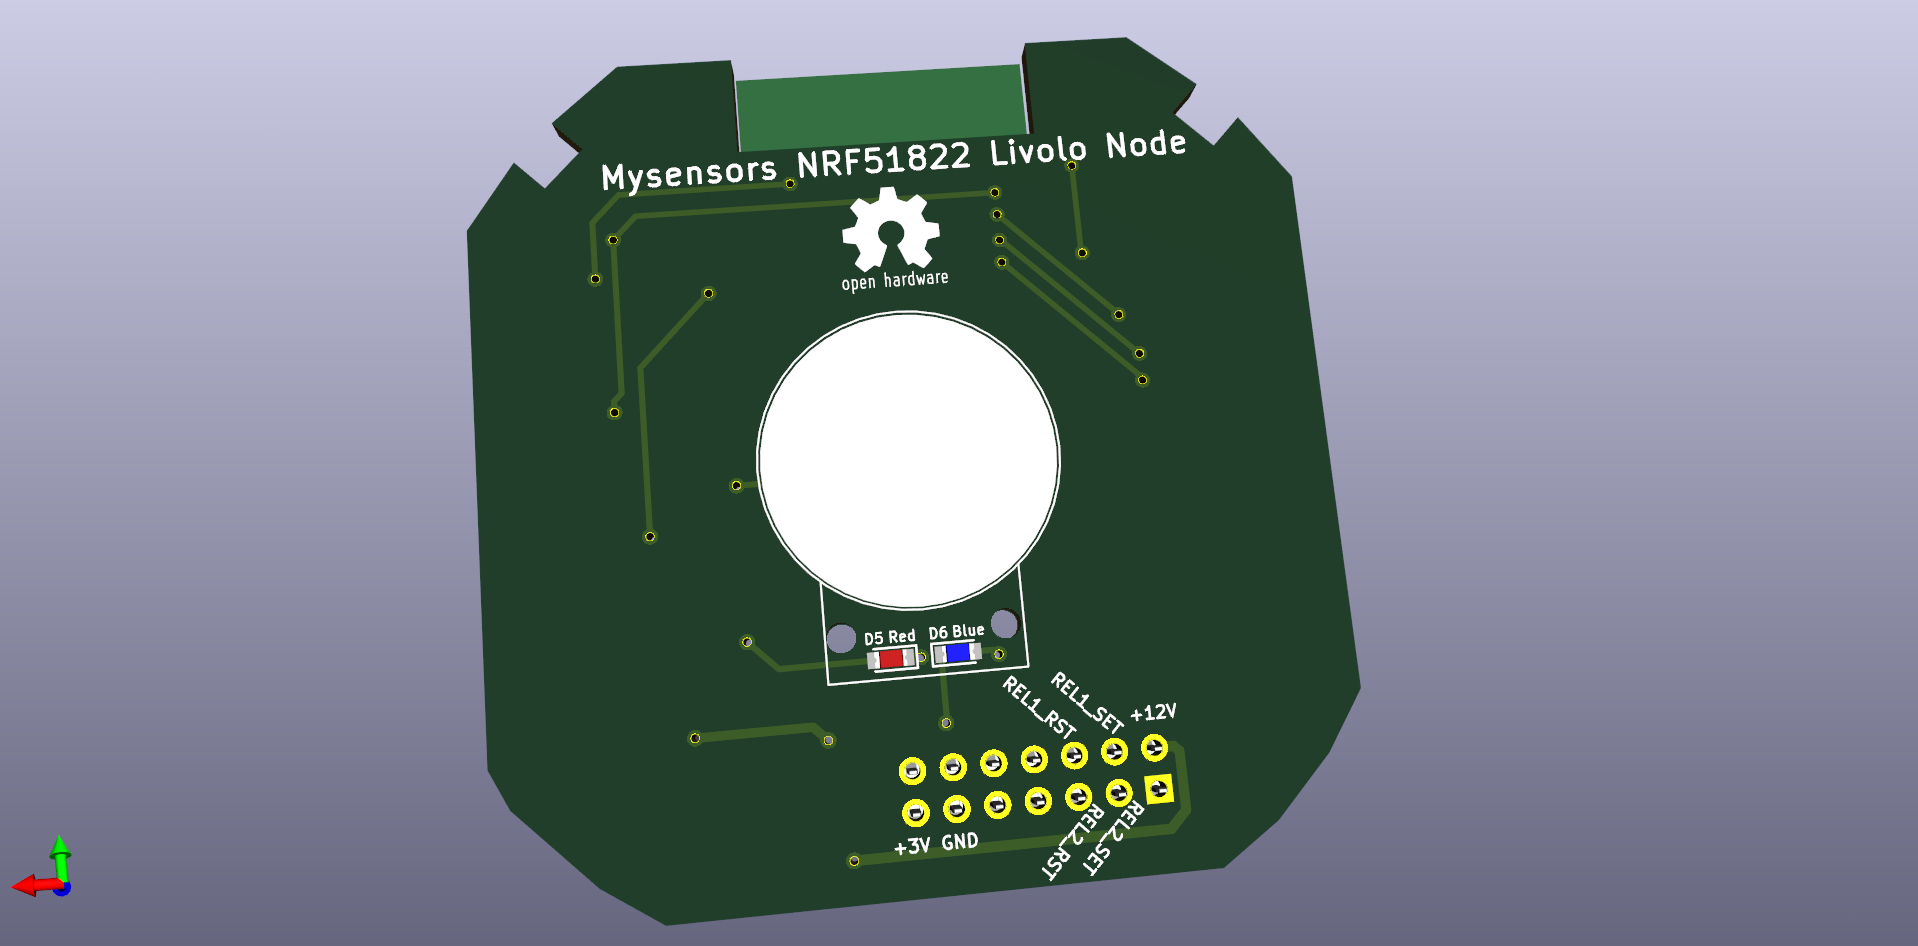 Mysensors NRF51822 Livolo Node
open hardware
D5 Red
D6 Blue
REL1_RST
REL1_SET
+12V
+3V
GND
REL2_RST
REL2_SET